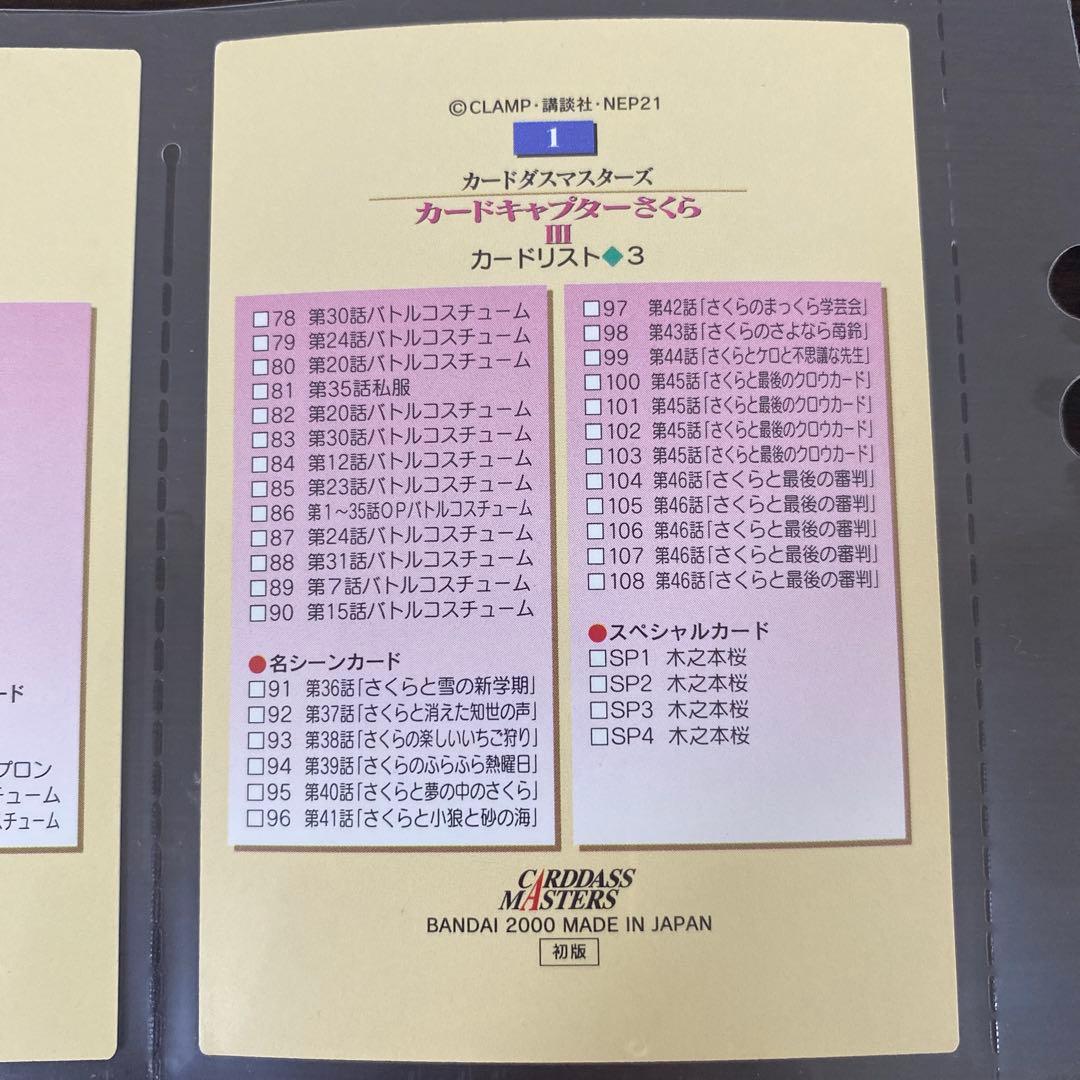 ード
プロン
チューム
スチューム
©CLAMP・講談社・NEP21
1
カードダスマスターズ
カードキャプターさくら
III
カードリスト◆3
□78 第30話バトルコスチューム
□79 第24話バトルコスチューム
□80 第20話バトルコスチューム
□81 第35話私服
□82 第20話バトルコスチューム
□83 第30話バトルコスチューム
□84 第12話バトルコスチューム
□85 第23話バトルコスチューム
□86 第1～35話OPバトルコスチューム
□87 第24話バトルコスチューム
□88 第31話バトルコスチューム
□89 第7話バトルコスチューム
□90 第15話バトルコスチューム
●名シーンカード
□91 第36話「さくらと雪の新学期」
□92 第37話「さくらと消えた知世の声」
□93 第38話「さくらの楽しいいちご狩り」
□94 第39話「さくらのふらふら熱曜日」
□95 第40話「さくらと夢の中のさくら」
□96 第41話「さくらと小狼と砂の海」
□97 第42話「さくらのまっくら学芸会」
□98 第43話「さくらのさよなら苺鈴」
□99 第44話「さくらとケロと不思議な先生」
□100 第45話「さくらと最後のクロウカード」
□101 第45話「さくらと最後のクロウカード」
□102 第45話「さくらと最後のクロウカード」
□103 第45話「さくらと最後のクロウカード」
□104 第46話「さくらと最後の審判」
□105 第46話「さくらと最後の審判」
□106 第46話「さくらと最後の審判」
□107 第46話「さくらと最後の審判」
□108 第46話「さくらと最後の審判」
●スペシャルカード
□SP1 木之本桜
□SP2 木之本桜
□SP3 木之本桜
□SP4 木之本桜
CARDDASS
MASTERS
BANDAI 2000 MADE IN JAPAN
初版